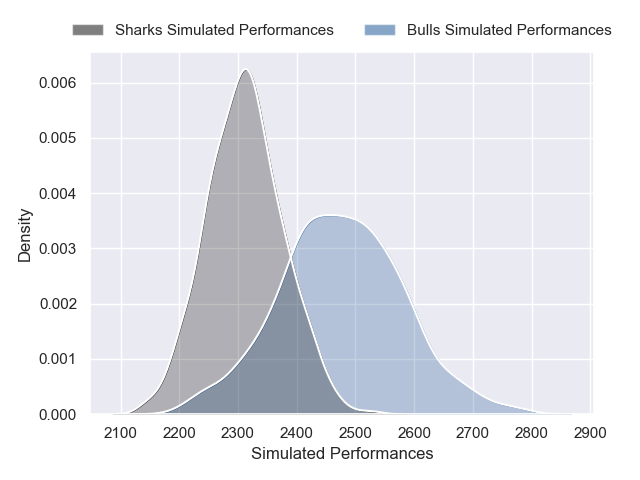 Sharks Simulated Performances Bulls Simulated Performances
0.006
0.005
0.004
0.003
0.002
0.001
0.000
Density
2100 2200 2300 2400 2500 2600 2700 2800 2900
Simulated Performances